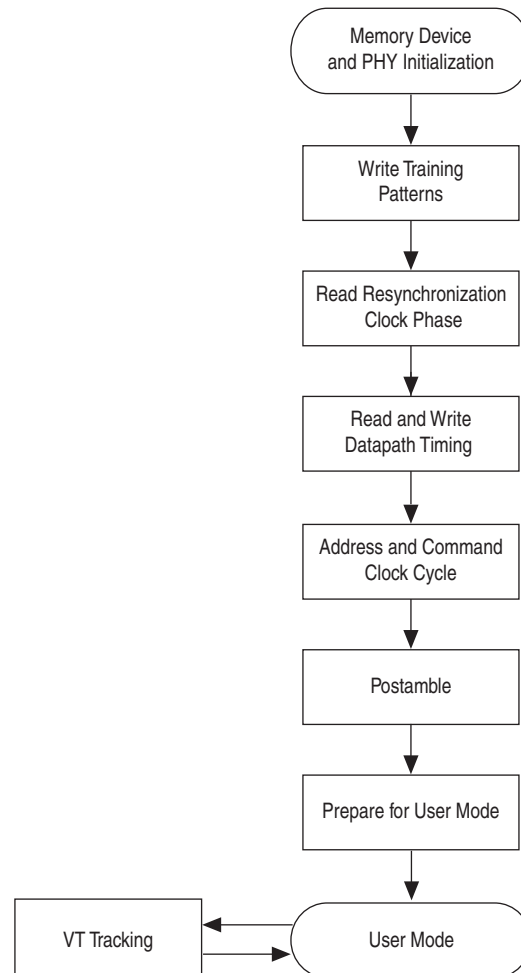 Memory Device
and PHY Initialization
Write Training
Patterns
Read Resynchronization
Clock Phase
Read and Write
Datapath Timing
Address and Command
Clock Cycle
Postamble
Prepare for User Mode
VT Tracking
User Mode